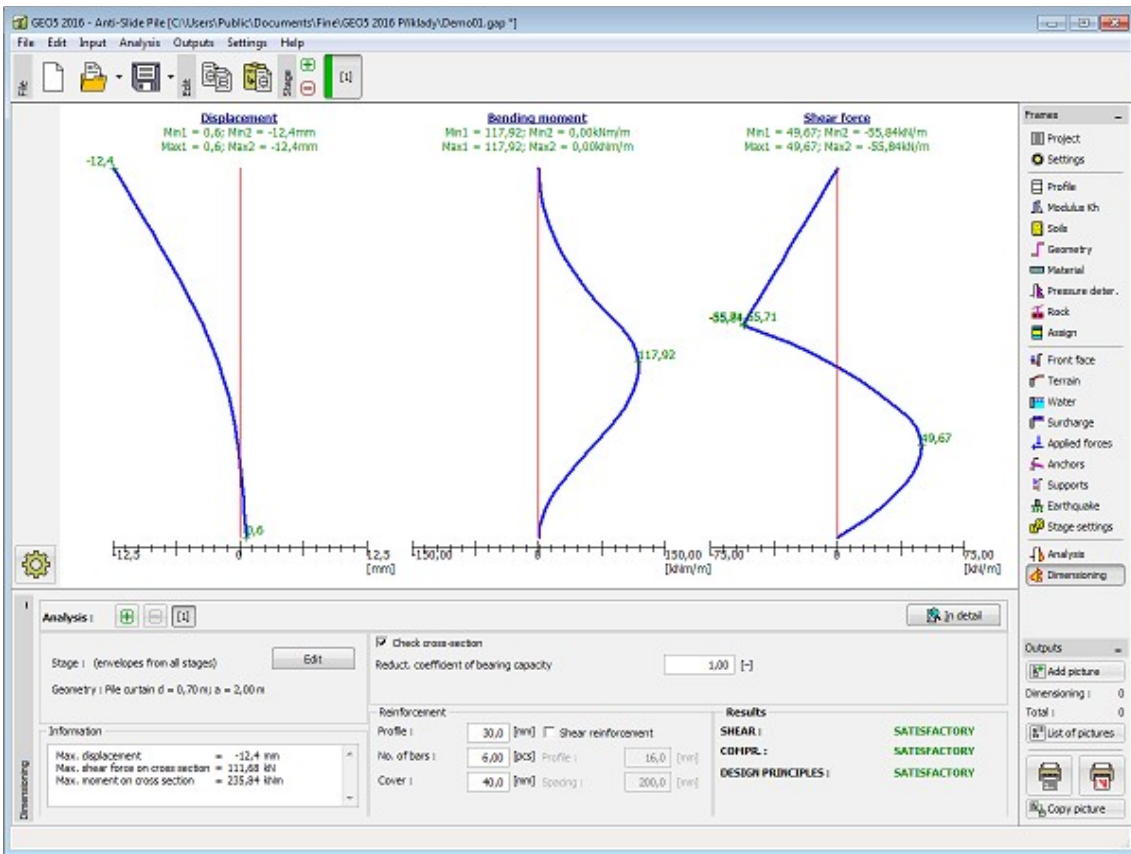 GEO5 2016 - Anti-Slide Pile [C:\Users\Public\Documents\Fine\GEO5 2016 Příklady\Demo01.gap *]
File Edit Input Analysis Outputs Settings Help
File
Edit
Stage
[1]
Displacement
Min1 = 0,6; Min2 = -12,4mm
Max1 = 0,6; Max2 = -12,4mm
-12,4
0,6
-12,5 0 12,5
[mm]
Bending moment
Min1 = 117,92; Min2 = 0,00kNm/m
Max1 = 117,92; Max2 = 0,00kNm/m
117,92
-150,00 0 150,00
[kNm/m]
Shear force
Min1 = 49,67; Min2 = -55,84kN/m
Max1 = 49,67; Max2 = -55,84kN/m
-55,71
49,67
-75,00 0 75,00
[kN/m]
Frames
Project
Settings
Profile
Modulus Kh
Soils
Geometry
Material
Pressure deter.
Rock
Assign
Front face
Terrain
Water
Surcharge
Applied forces
Anchors
Supports
Earthquake
Stage settings
Analysis
Dimensioning
Outputs
Add picture
Dimensioning : 0
Total : 0
List of pictures
Copy picture
Dimensioning
Analysis : [1]
In detail
Stage : (envelopes from all stages) Edit
Geometry : Pile curtain d = 0,70 m; a = 2,00 m
Information
Max. displacement = -12,4 mm
Max. shear force on cross section = 111,68 kN
Max. moment on cross section = 235,84 kNm
Check cross-section
Reduct. coefficient of bearing capacity 1,00 [-]
Reinforcement
Profile : 30,0 [mm] Shear reinforcement
No. of bars : 6,00 [pcs] Profile : 16,0 [mm]
Cover : 40,0 [mm] Spacing : 200,0 [mm]
Results
SHEAR : SATISFACTORY
COMPR. : SATISFACTORY
DESIGN PRINCIPLES : SATISFACTORY